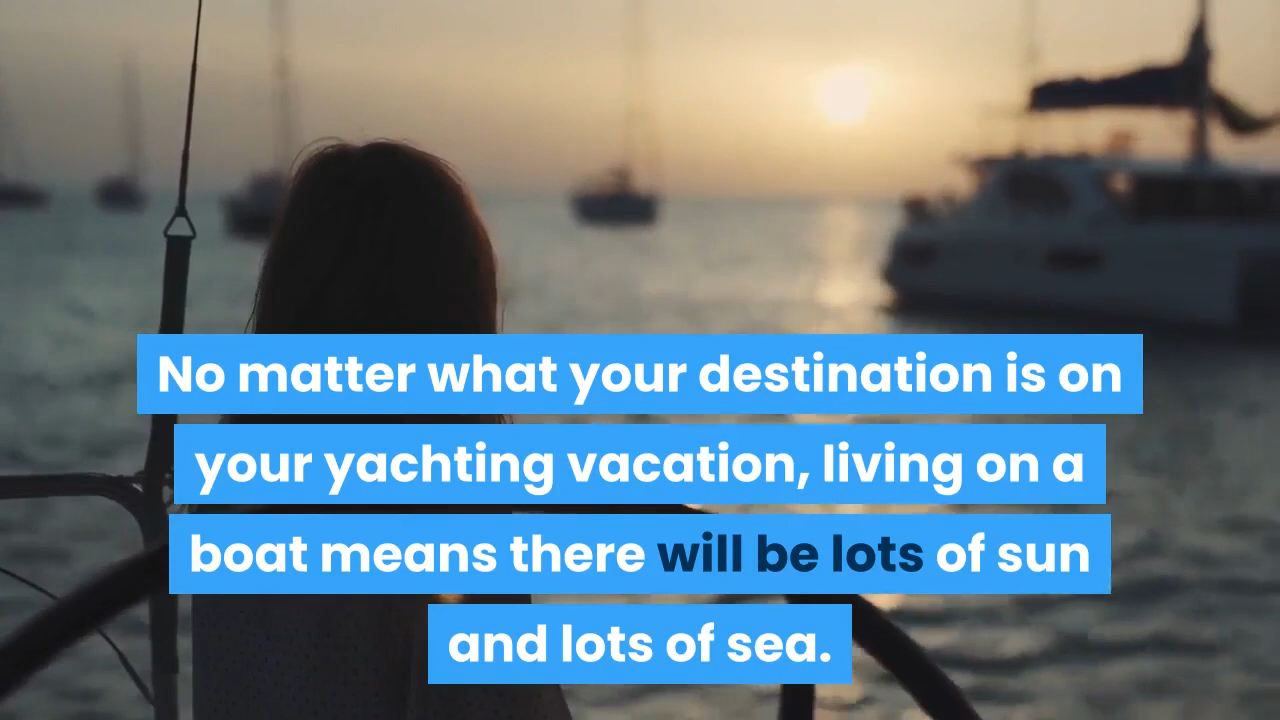 No matter what your destination is on
your yachting vacation, living on a
boat means there will be lots of sun
and lots of sea.